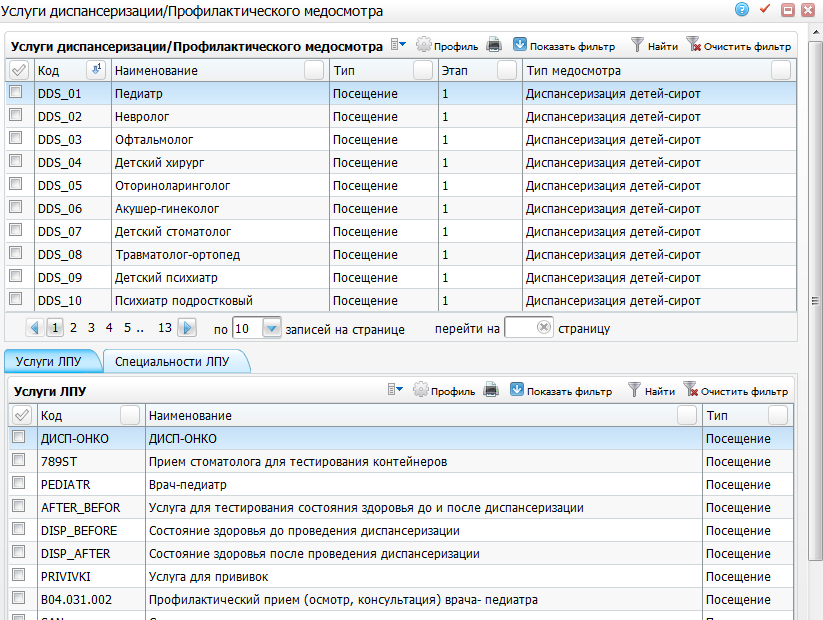 Услуги диспансеризации/Профилактического медосмотра
Услуги диспансеризации/Профилактического медосмотра Профиль Показать фильтр Найти Очистить фильтр
Код Наименование Тип Этап Тип медосмотра
DDS_01 Педиатр Посещение 1 Диспансеризация детей-сирот
DDS_02 Невролог Посещение 1 Диспансеризация детей-сирот
DDS_03 Офтальмолог Посещение 1 Диспансеризация детей-сирот
DDS_04 Детский хирург Посещение 1 Диспансеризация детей-сирот
DDS_05 Оториноларинголог Посещение 1 Диспансеризация детей-сирот
DDS_06 Акушер-гинеколог Посещение 1 Диспансеризация детей-сирот
DDS_07 Детский стоматолог Посещение 1 Диспансеризация детей-сирот
DDS_08 Травматолог-ортопед Посещение 1 Диспансеризация детей-сирот
DDS_09 Детский психиатр Посещение 1 Диспансеризация детей-сирот
DDS_10 Психиатр подростковый Посещение 1 Диспансеризация детей-сирот
1 2 3 4 5 .. 13 по 10 записей на странице перейти на страницу
Услуги ЛПУ Специальности ЛПУ
Услуги ЛПУ Профиль Показать фильтр Найти Очистить фильтр
Код Наименование Тип
ДИСП-ОНКО ДИСП-ОНКО Посещение
789ST Прием стоматолога для тестирования контейнеров Посещение
PEDIATR Врач-педиатр Посещение
AFTER_BEFOR Услуга для тестирования состояния здоровья до и после диспансеризации Посещение
DISP_BEFORE Состояние здоровья до проведения диспансеризации Посещение
DISP_AFTER Состояние здоровья после проведения диспансеризации Посещение
PRIVIVKI Услуга для прививок Посещение
B04.031.002 Профилактический прием (осмотр, консультация) врача- педиатра Посещение